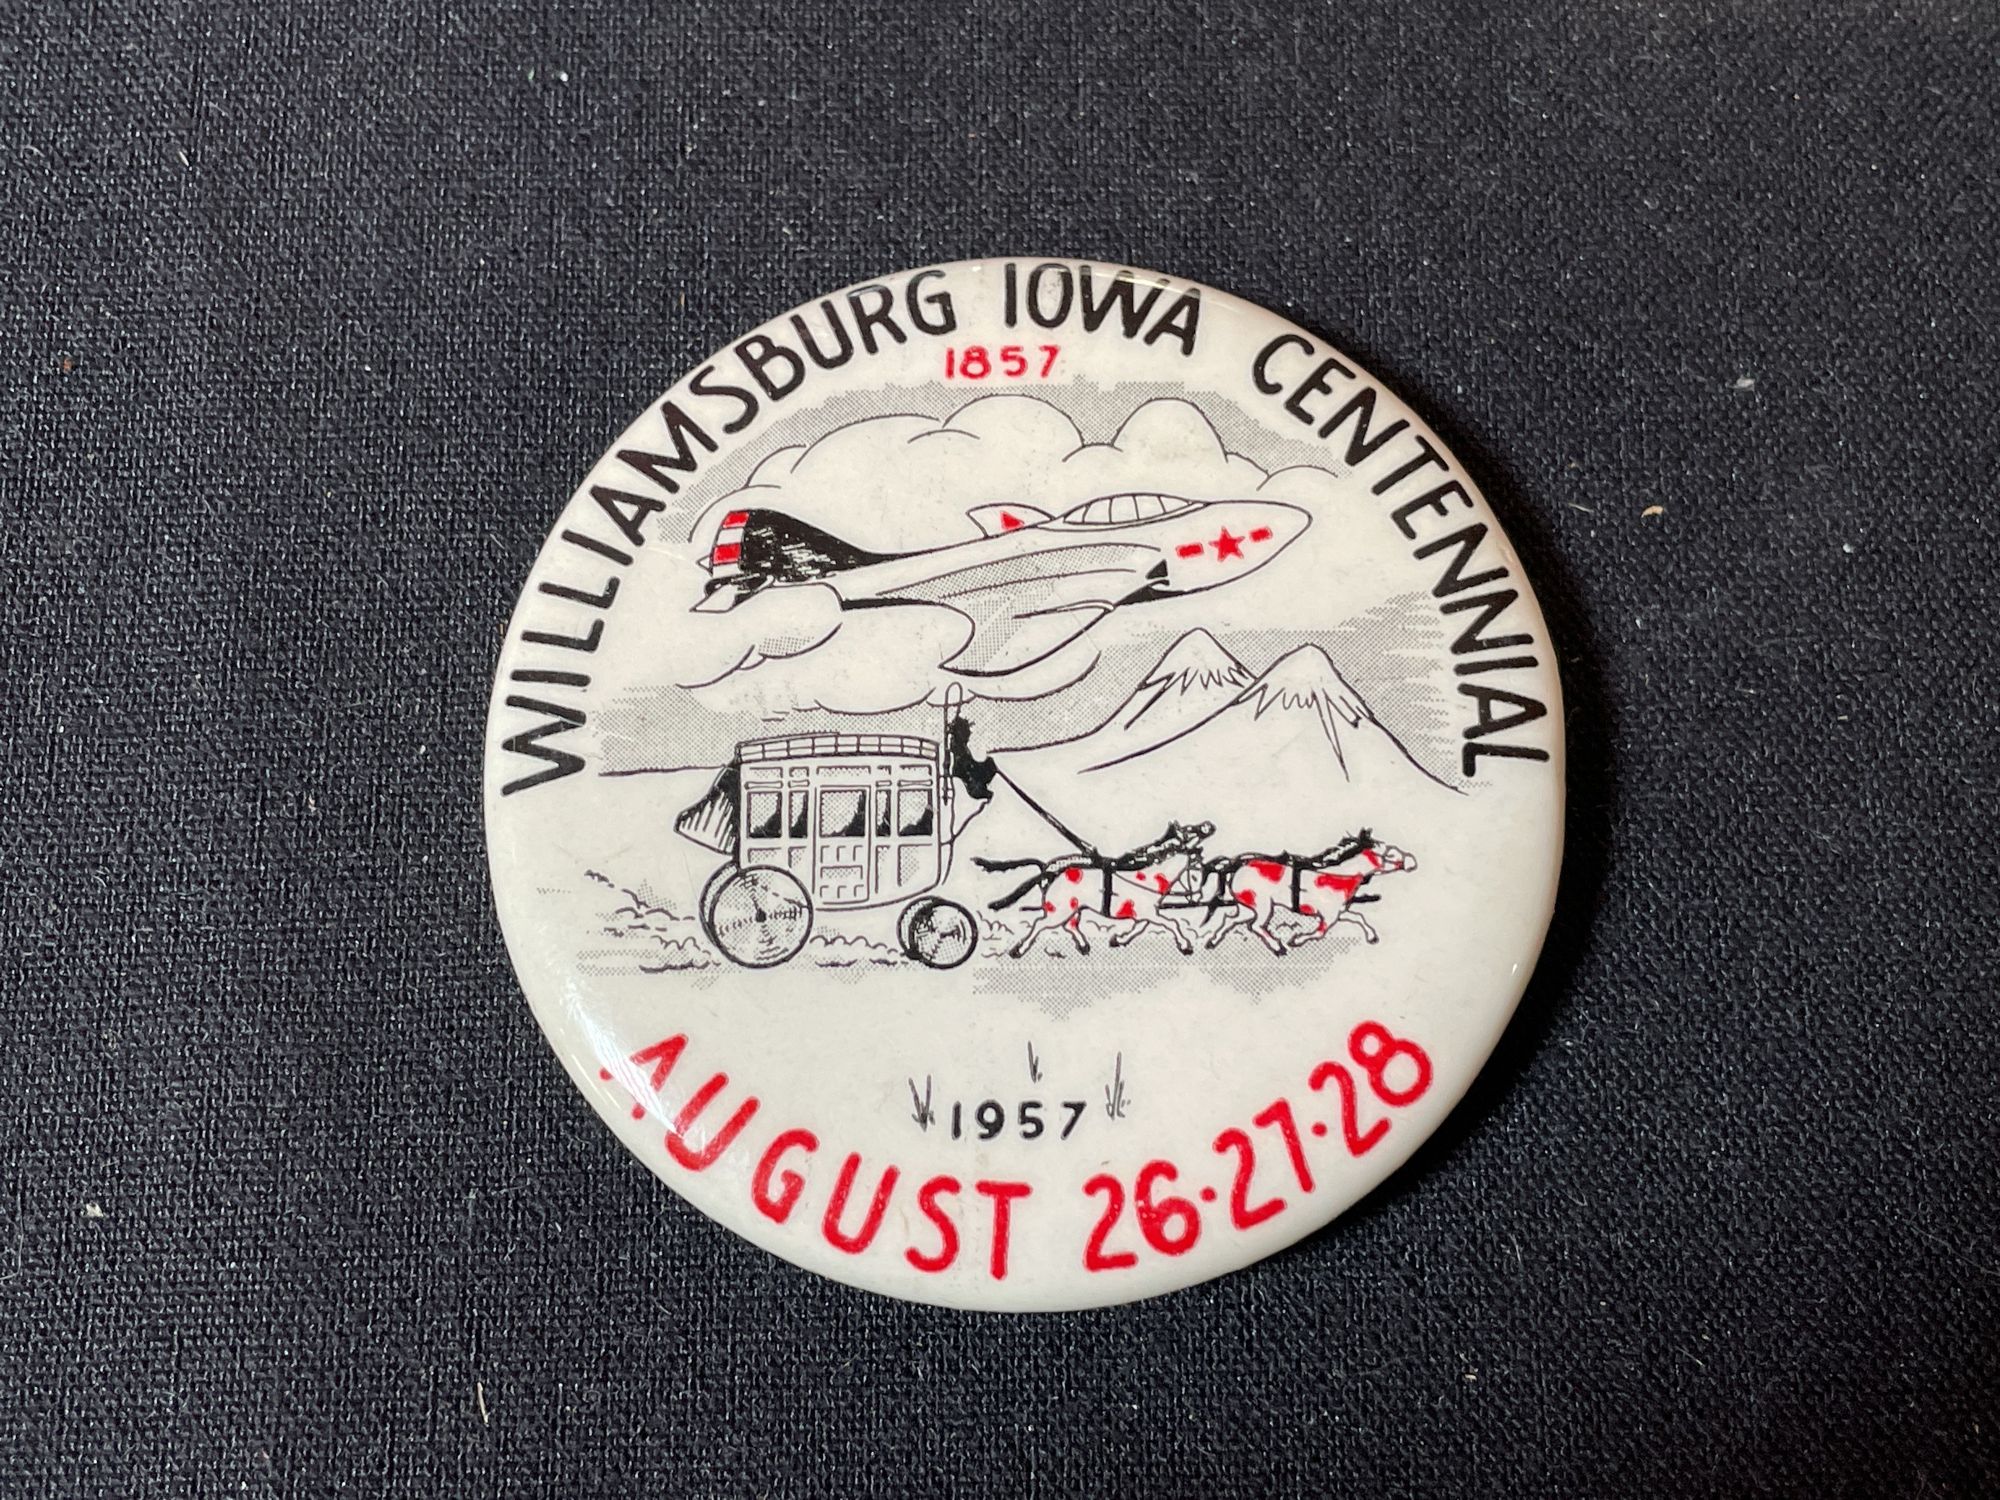 WILLIAMSBURG IOWA CENTENNIAL
1857
1957
AUGUST 26·27·28